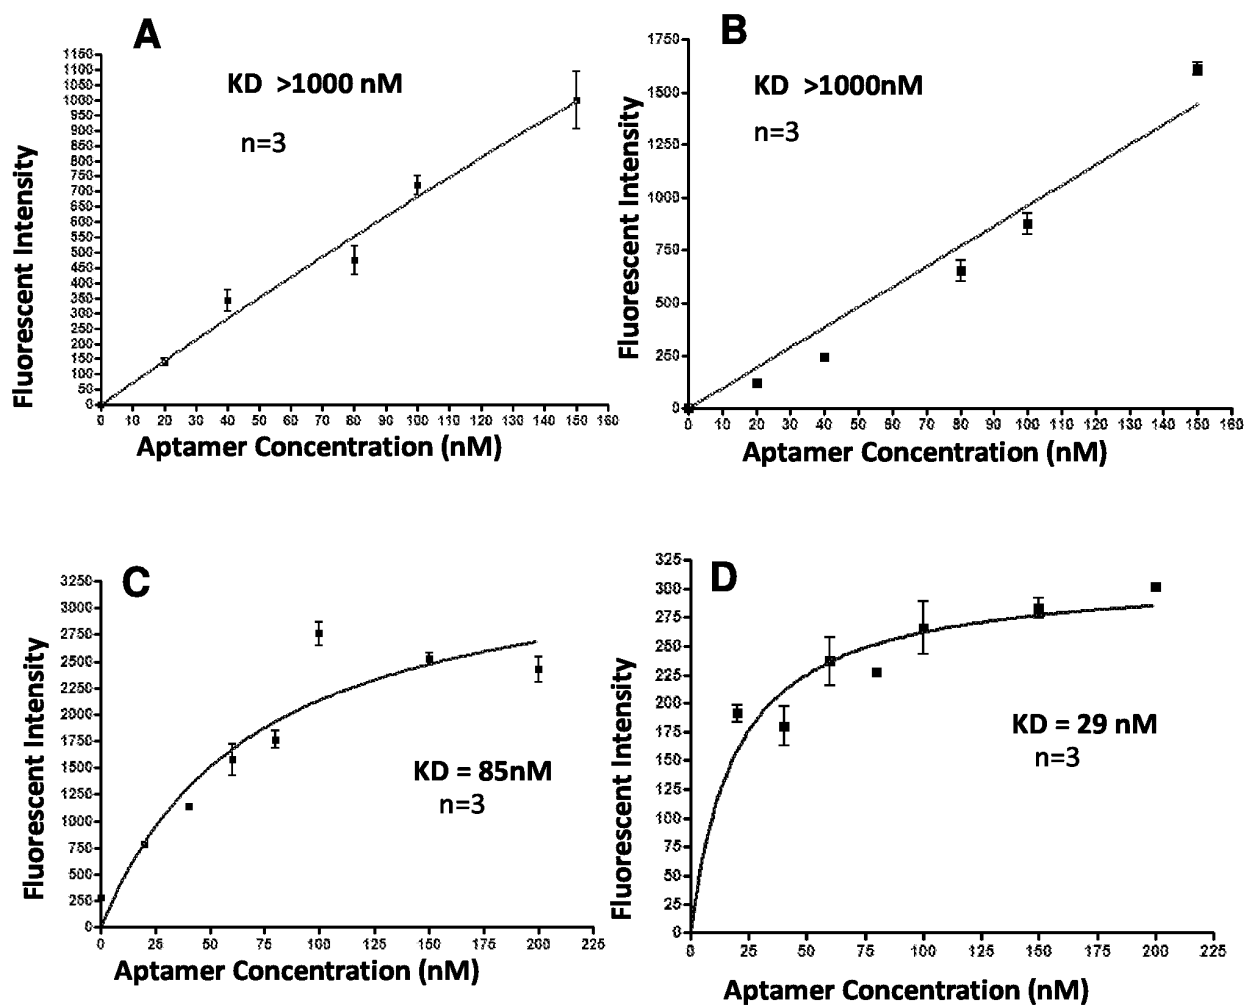 A
1150
1100
1050
1000
950
900
850
800
750
700
650
600
550
500
450
400
350
300
250
200
150
100
50
0
KD >1000 nM
n=3
Fluorescent Intensity
0 10 20 30 40 50 60 70 80 90 100 110 120 130 140 150 160
Aptamer Concentration (nM)
B
1750
1500
1250
1000
750
500
250
0
KD >1000nM
n=3
Fluorescent Intensity
0 10 20 30 40 50 60 70 80 90 100 110 120 130 140 150 160
Aptamer Concentration (nM)
C
3250
3000
2750
2500
2250
2000
1750
1500
1250
1000
750
500
250
0
KD = 85nM
n=3
Fluorescent Intensity
0 25 50 75 100 125 150 175 200 225
Aptamer Concentration (nM)
D
325
300
275
250
225
200
175
150
125
100
75
50
25
0
KD = 29 nM
n=3
Fluorescent Intensity
0 25 50 75 100 125 150 175 200 225
Aptamer Concentration (nM)